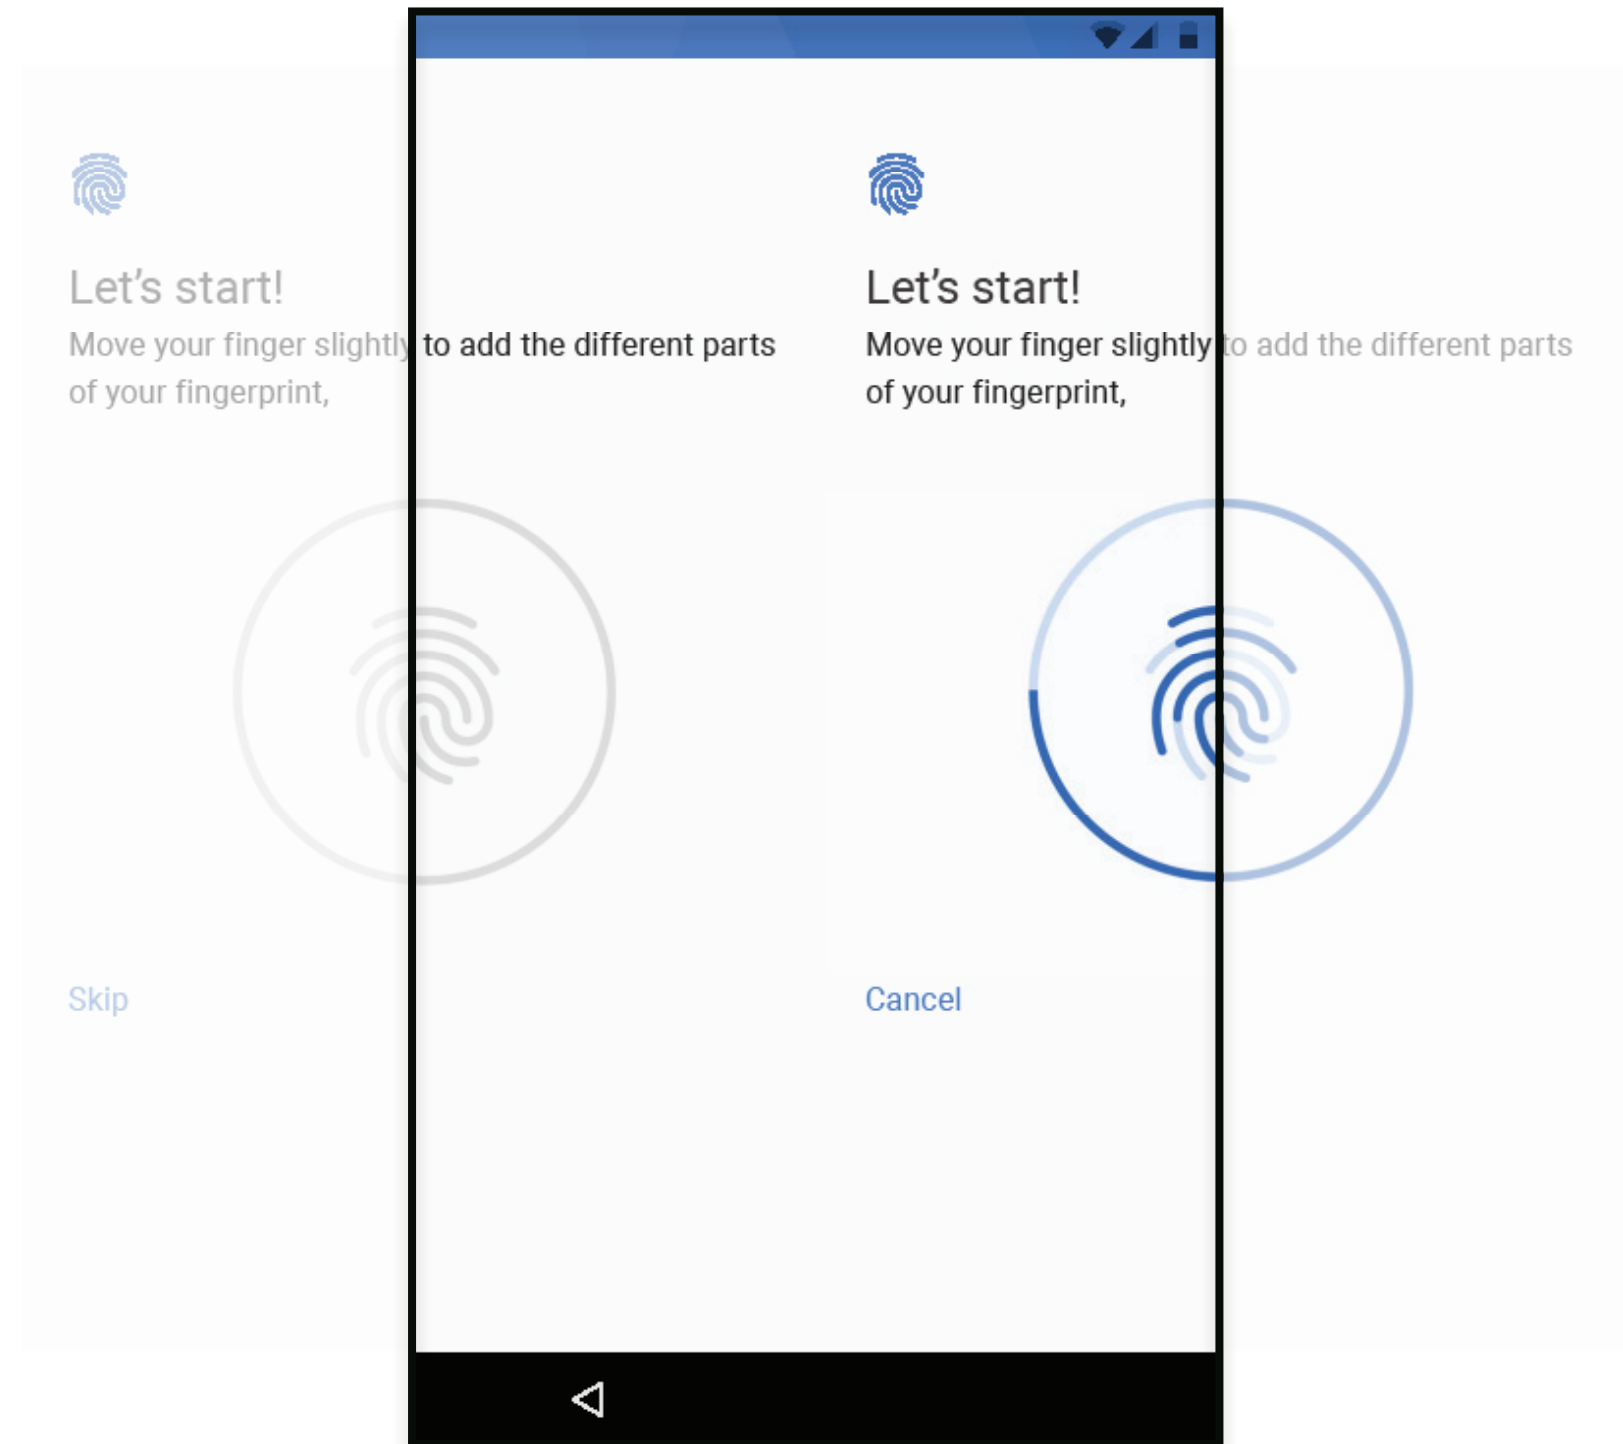 Let’s start!
Move your finger slightly to add the different parts
of your fingerprint,
Skip
Let’s start!
Move your finger slightly to add the different parts
of your fingerprint,
Cancel